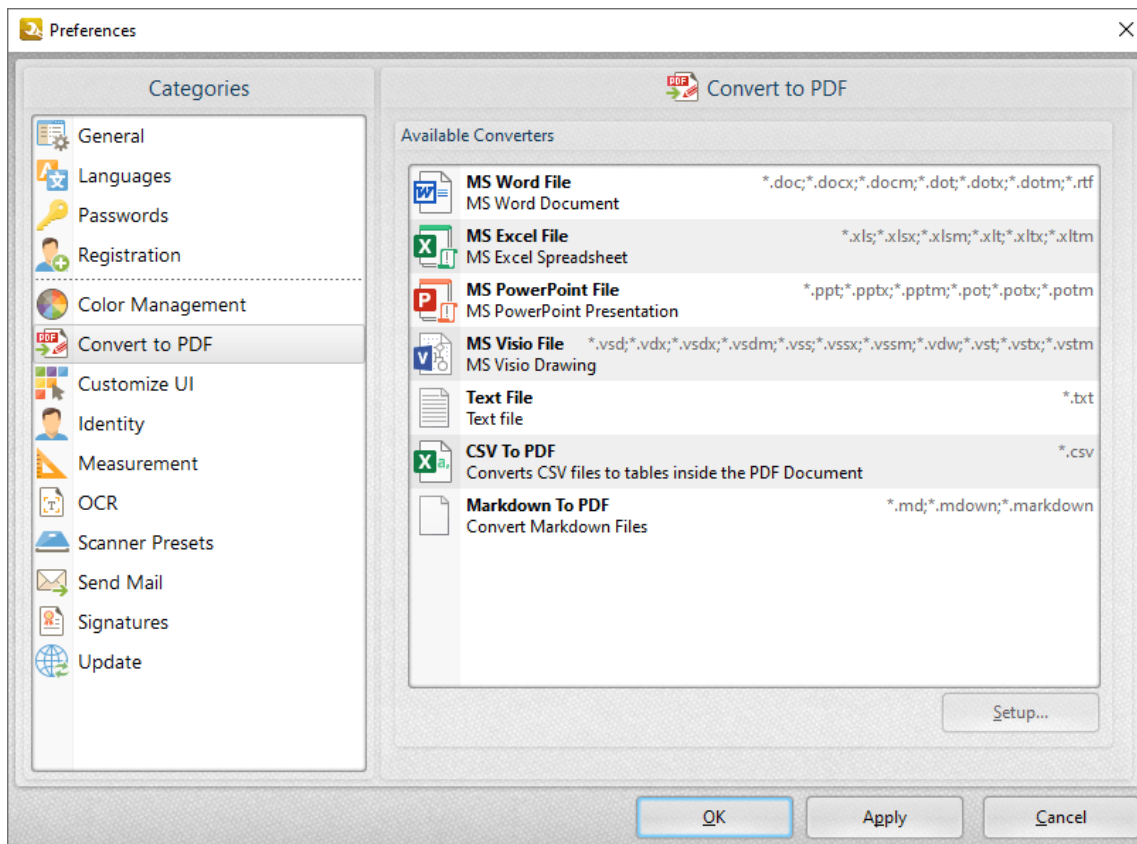 Preferences
Categories
General
Languages
Passwords
Registration
Color Management
Convert to PDF
Customize UI
Identity
Measurement
OCR
Scanner Presets
Send Mail
Signatures
Update
Convert to PDF
Available Converters
MS Word File *.doc;*.docx;*.docm;*.dot;*.dotx;*.dotm;*.rtf
MS Word Document
MS Excel File *.xls;*.xlsx;*.xlsm;*.xlt;*.xltx;*.xltm
MS Excel Spreadsheet
MS PowerPoint File *.ppt;*.pptx;*.pptm;*.pot;*.potx;*.potm
MS PowerPoint Presentation
MS Visio File *.vsd;*.vdx;*.vsdx;*.vsdm;*.vss;*.vssx;*.vssm;*.vdw;*.vst;*.vstx;*.vstm
MS Visio Drawing
Text File *.txt
Text file
CSV To PDF *.csv
Converts CSV files to tables inside the PDF Document
Markdown To PDF *.md;*.mdown;*.markdown
Convert Markdown Files
Setup...
OK Apply Cancel